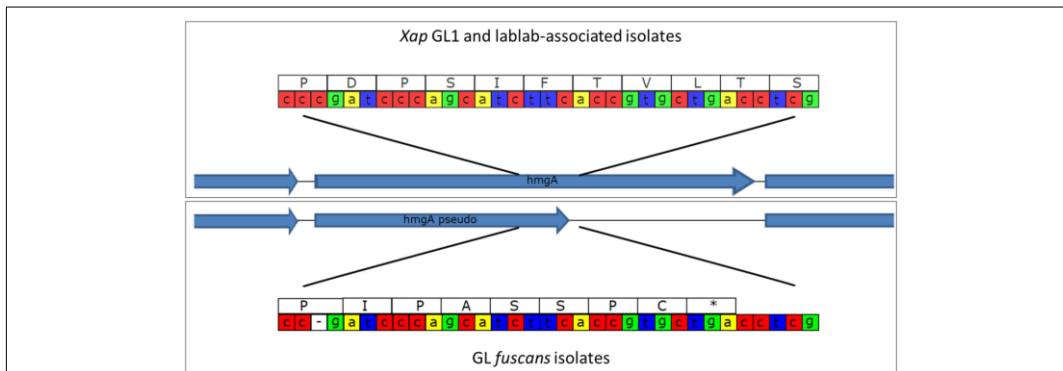 Xap GL1 and lablab-associated isolates
P D P S I F T V L T S
c c c g a t c c c a g c a t c t t c a c c g t g c t g a c c t c g
hmgA
hmgA pseudo
P I P A S S P C *
c c - g a t c c c a g c a t c t t c a c c g t g c t g a c c t c g
GL fuscans isolates